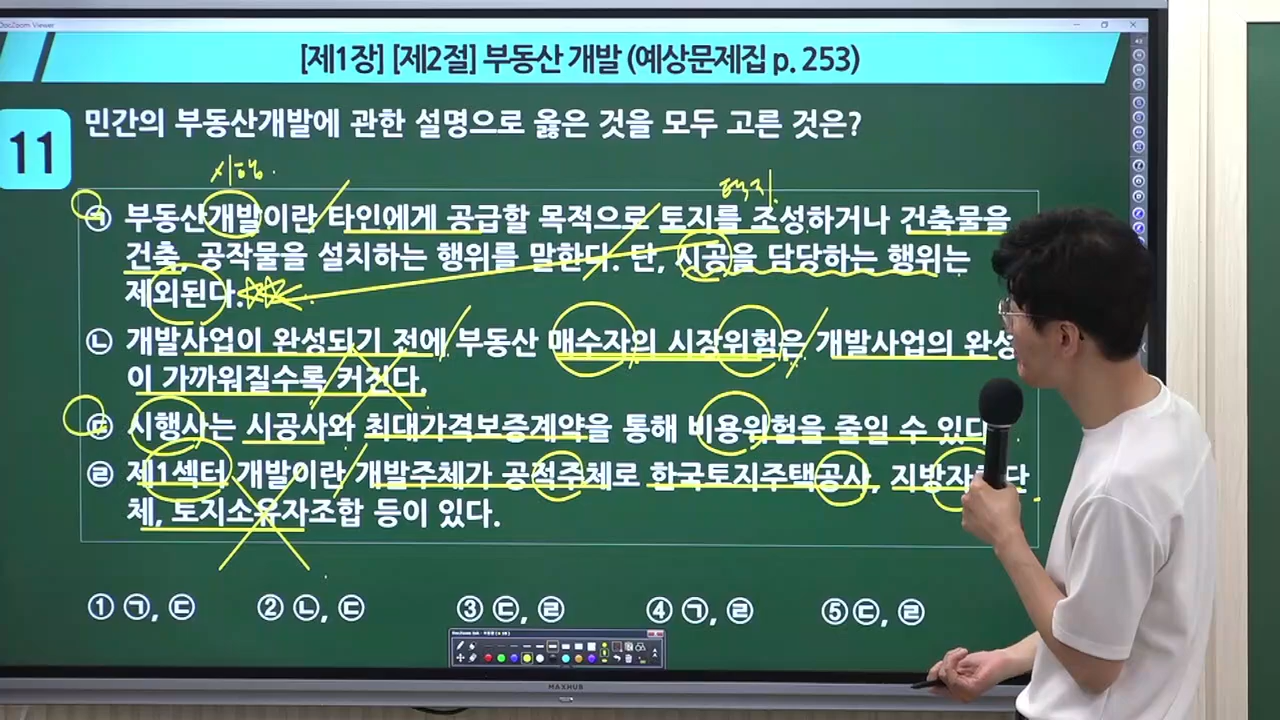 DocZoom Viewer
[제1장] [제2절] 부동산 개발 (예상문제집 p. 253)
11
민간의 부동산개발에 관한 설명으로 옳은 것을 모두 고른 것은?
시행.
택지
㉠ 부동산개발이란 타인에게 공급할 목적으로 토지를 조성하거나 건축물을
건축, 공작물을 설치하는 행위를 말한다. 단, 시공을 담당하는 행위는
제외된다.
㉡ 개발사업이 완성되기 전에 부동산 매수자의 시장위험은 개발사업의 완성
이 가까워질수록 커진다.
㉢ 시행사는 시공사와 최대가격보증계약을 통해 비용위험을 줄일 수 있다.
㉣ 제1섹터 개발이란 개발주체가 공적주체로 한국토지주택공사, 지방자치단
체, 토지소유자조합 등이 있다.
① ㉠, ㉢ ② ㉡, ㉢ ③ ㉢, ㉣ ④ ㉠, ㉣ ⑤ ㉢, ㉣
MAXHUB